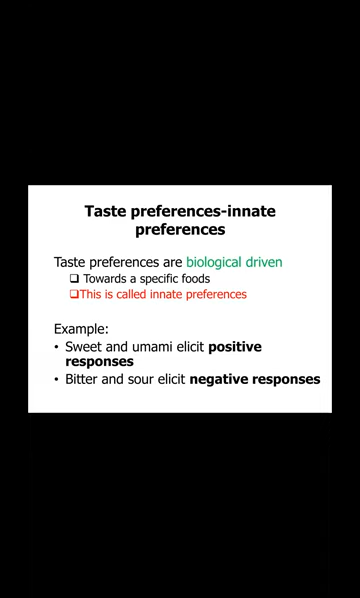 Taste preferences-innate
preferences
Taste preferences are biological driven
❑ Towards a specific foods
❑This is called innate preferences
Example:
• Sweet and umami elicit positive
responses
• Bitter and sour elicit negative responses